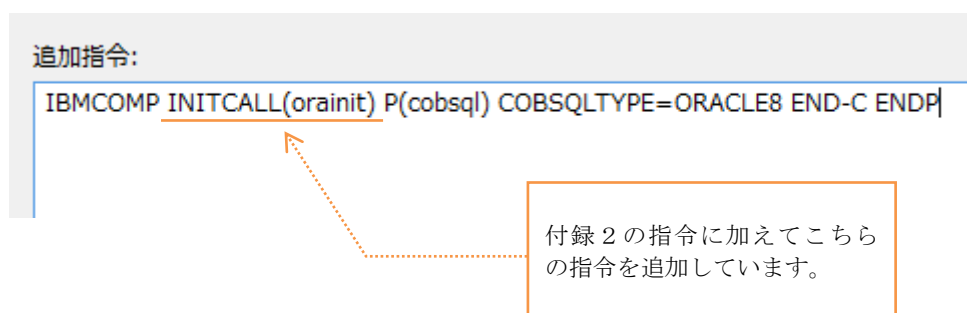 追加指令:
IBMCOMP INITCALL(orainit) P(cobsql) COBSQLTYPE=ORACLE8 END-C ENDP
付録２の指令に加えてこちら
の指令を追加しています。